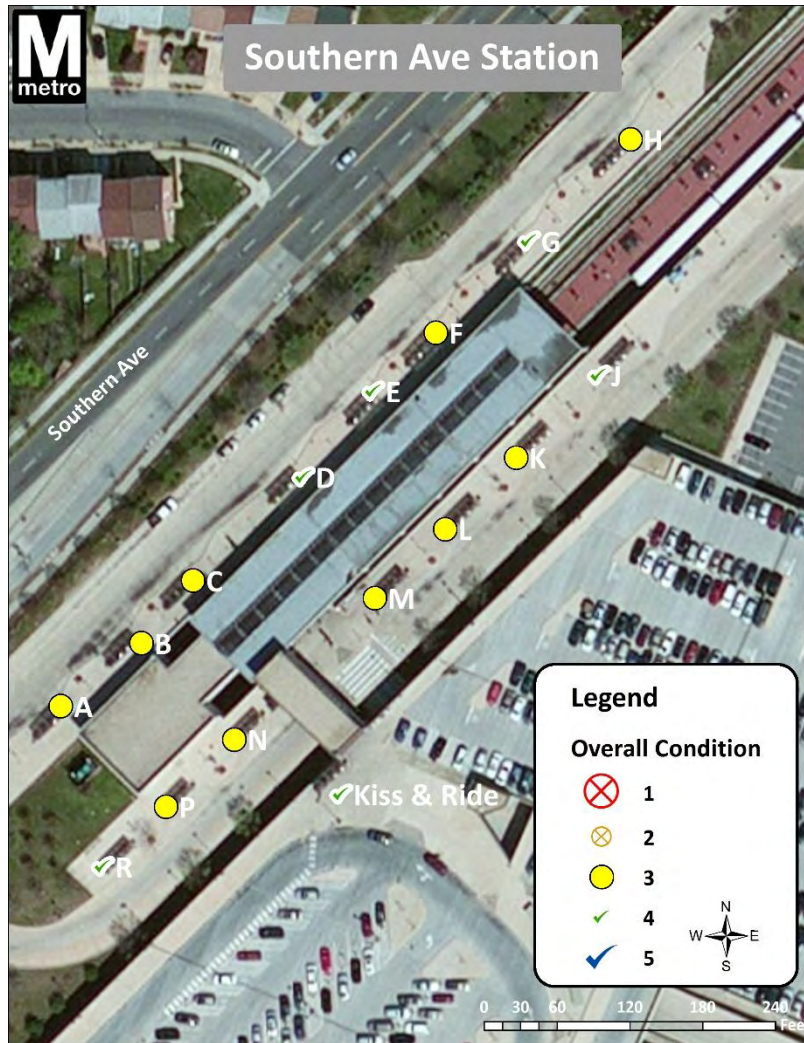 M
metro
Southern Ave Station
H
G
F
E
J
Southern Ave
K
D
L
C
M
B
A
N
Kiss & Ride
P
R
Legend
Overall Condition
1
2
3
4
5
N
W E
S
0 30 60 120 180 240
Feet